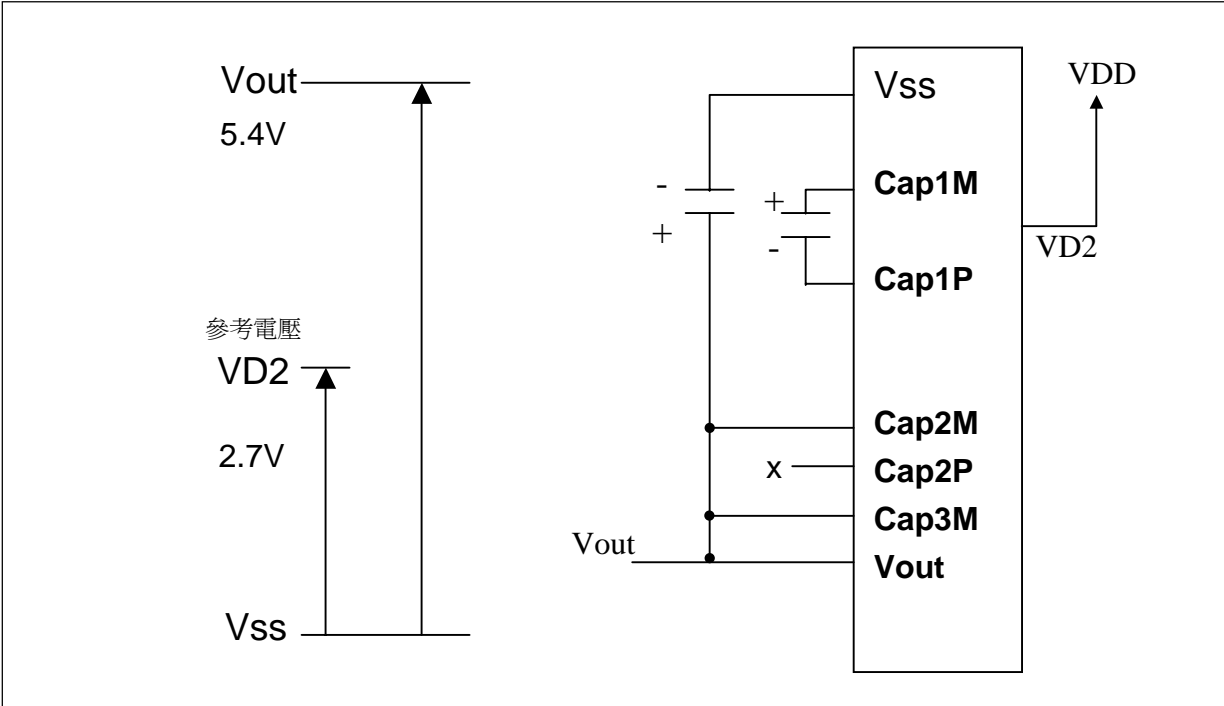 Vout
5.4V
參考電壓
VD2
2.7V
Vss
Vss
Cap1M
Cap1P
Cap2M
Cap2P
Cap3M
Vout
-
+
+
-
x
Vout
VDD
VD2